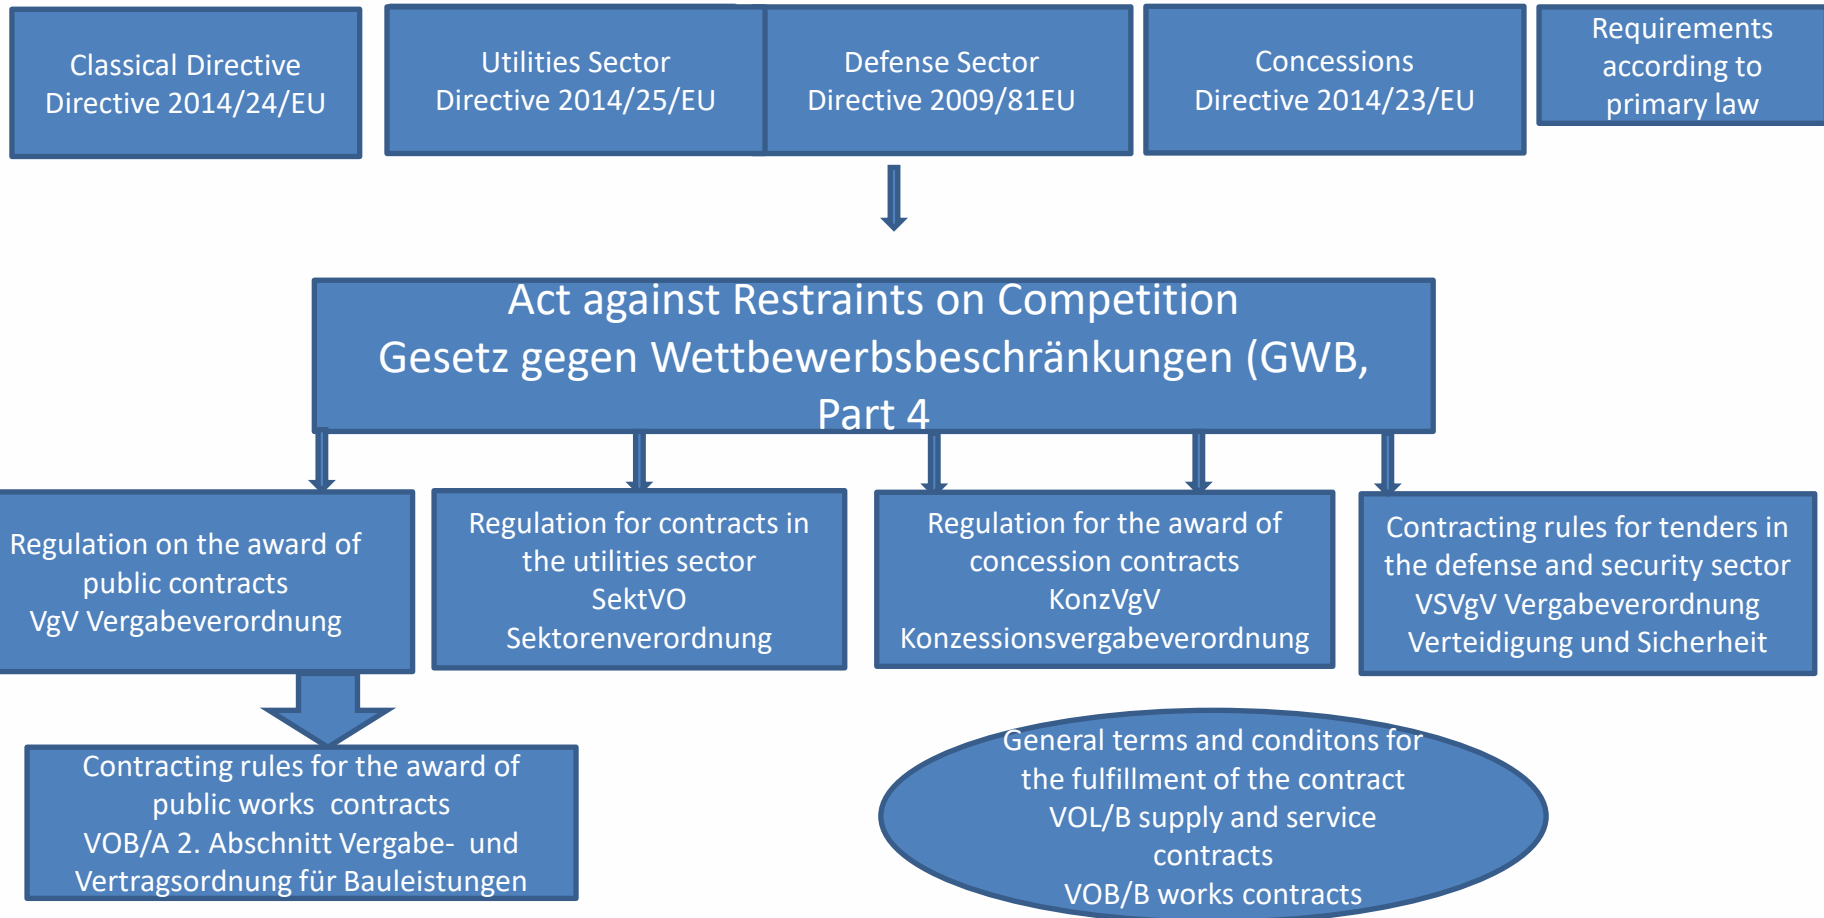 Classical Directive
Directive 2014/24/EU
Utilities Sector
Directive 2014/25/EU
Defense Sector
Directive 2009/81EU
Concessions
Directive 2014/23/EU
Requirements
according to
primary law
Act against Restraints on Competition
Gesetz gegen Wettbewerbsbeschränkungen (GWB,
Part 4
Regulation on the award of
public contracts
VgV Vergabeverordnung
Regulation for contracts in
the utilities sector
SektVO
Sektorenverordnung
Regulation for the award of
concession contracts
KonzVgV
Konzessionsvergabeverordnung
Contracting rules for tenders in
the defense and security sector
VSVgV Vergabeverordnung
Verteidigung und Sicherheit
Contracting rules for the award of
public works contracts
VOB/A 2. Abschnitt Vergabe- und
Vertragsordnung für Bauleistungen
General terms and conditons for
the fulfillment of the contract
VOL/B supply and service
contracts
VOB/B works contracts